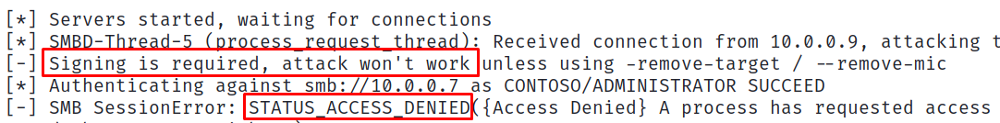 [*] Servers started, waiting for connections
[*] SMBD-Thread-5 (process_request_thread): Received connection from 10.0.0.9, attacking t
[-] Signing is required, attack won't work unless using -remove-target / --remove-mic
[*] Authenticating against smb://10.0.0.7 as CONTOSO/ADMINISTRATOR SUCCEED
[-] SMB SessionError: STATUS_ACCESS_DENIED({Access Denied} A process has requested access